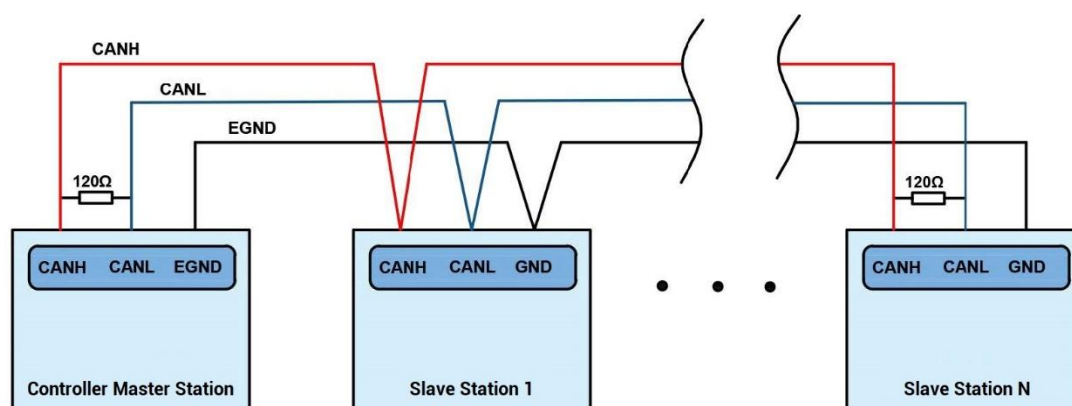 CANH
CANL
EGND
120Ω
120Ω
CANH CANL EGND
CANH CANL GND
CANH CANL GND
Controller Master Station
Slave Station 1
Slave Station N